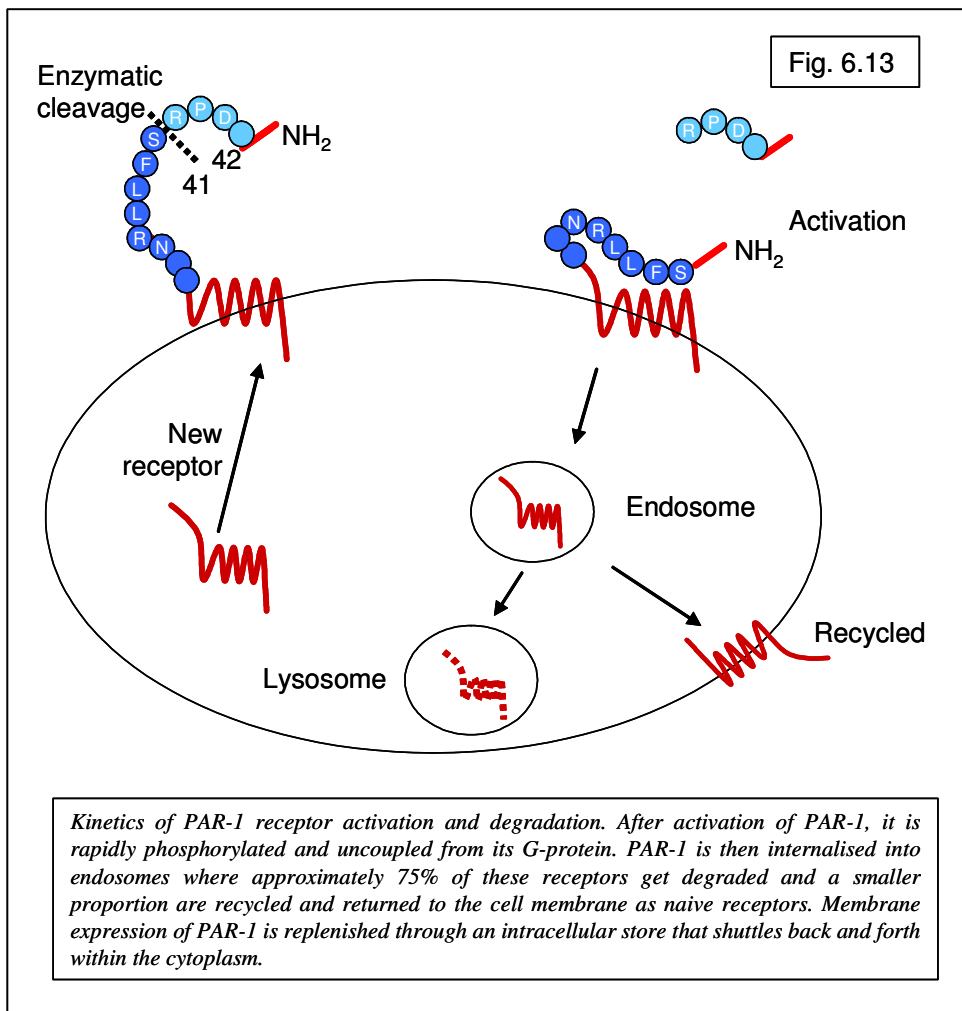 Fig. 6.13
Enzymatic
cleavage
R P D
NH2
S
42
41
F
L
L
R
N
R P D
Activation
N R L L F S
NH2
New
receptor
Endosome
Recycled
Lysosome
Kinetics of PAR-1 receptor activation and degradation. After activation of PAR-1, it is
rapidly phosphorylated and uncoupled from its G-protein. PAR-1 is then internalised into
endosomes where approximately 75% of these receptors get degraded and a smaller
proportion are recycled and returned to the cell membrane as naive receptors. Membrane
expression of PAR-1 is replenished through an intracellular store that shuttles back and forth
within the cytoplasm.